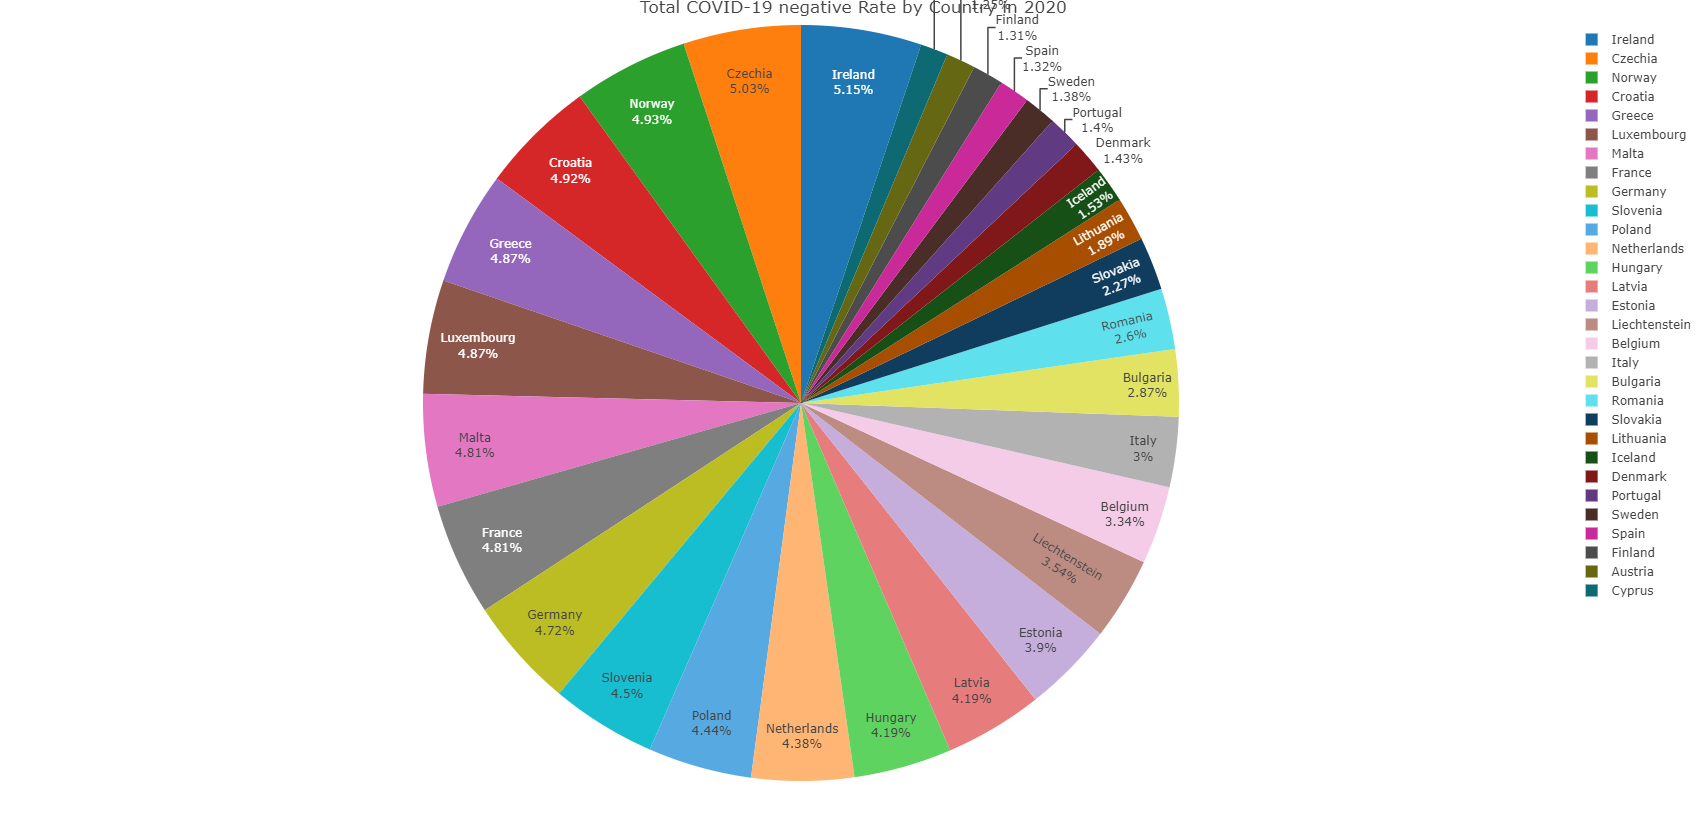 Total COVID-19 negative Rate by Country in 2020
1.25%
Finland
1.31%
Spain
1.32%
Sweden
1.38%
Portugal
1.4%
Denmark
1.43%
Iceland
1.53%
Lithuania
1.89%
Slovakia
2.27%
Romania
2.6%
Bulgaria
2.87%
Italy
3%
Belgium
3.34%
Liechtenstein
3.54%
Estonia
3.9%
Latvia
4.19%
Hungary
4.19%
Netherlands
4.38%
Poland
4.44%
Slovenia
4.5%
Germany
4.72%
France
4.81%
Malta
4.81%
Luxembourg
4.87%
Greece
4.87%
Croatia
4.92%
Norway
4.93%
Czechia
5.03%
Ireland
5.15%
Ireland
Czechia
Norway
Croatia
Greece
Luxembourg
Malta
France
Germany
Slovenia
Poland
Netherlands
Hungary
Latvia
Estonia
Liechtenstein
Belgium
Italy
Bulgaria
Romania
Slovakia
Lithuania
Iceland
Denmark
Portugal
Sweden
Spain
Finland
Austria
Cyprus